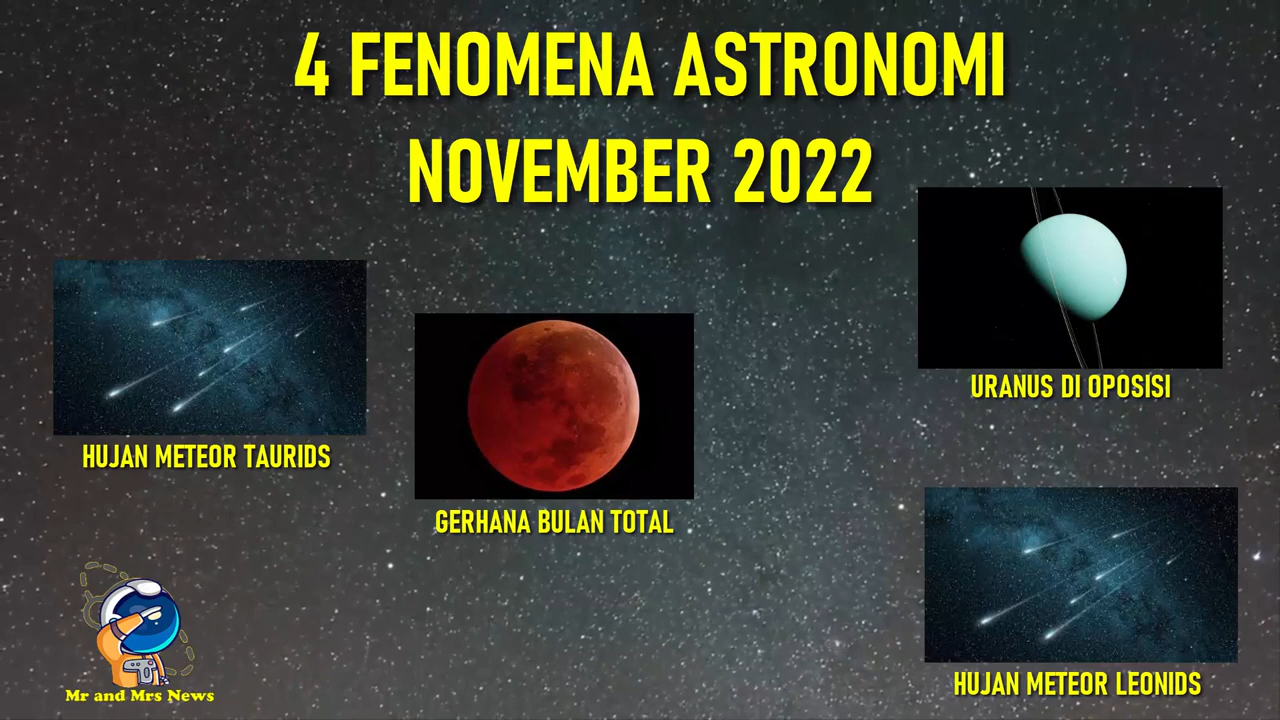 4 FENOMENA ASTRONOMI
NOVEMBER 2022
HUJAN METEOR TAURIDS
GERHANA BULAN TOTAL
URANUS DI OPOSISI
HUJAN METEOR LEONIDS
Mr and Mrs News